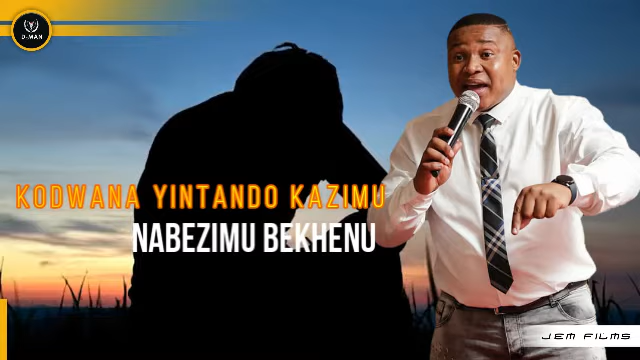 D-MAN
KODWANA YINTANDO KAZIMU
NABEZIMU BEKHENU
JEM FILMS